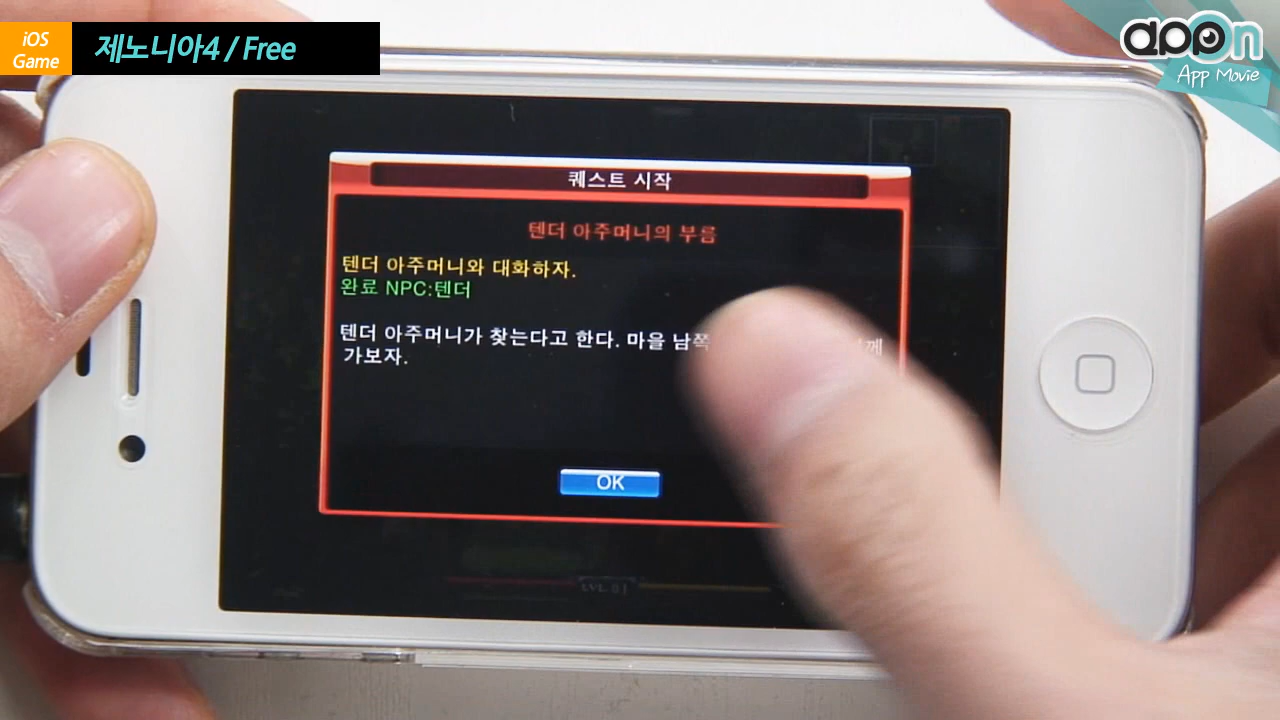 iOS
Game
제노니아4 / Free
appon
App Movie
퀘스트 시작
텐더 아주머니의 부름
텐더 아주머니와 대화하자.
완료 NPC:텐더
텐더 아주머니가 찾는다고 한다. 마을 남쪽
가보자.
OK
LVL.01